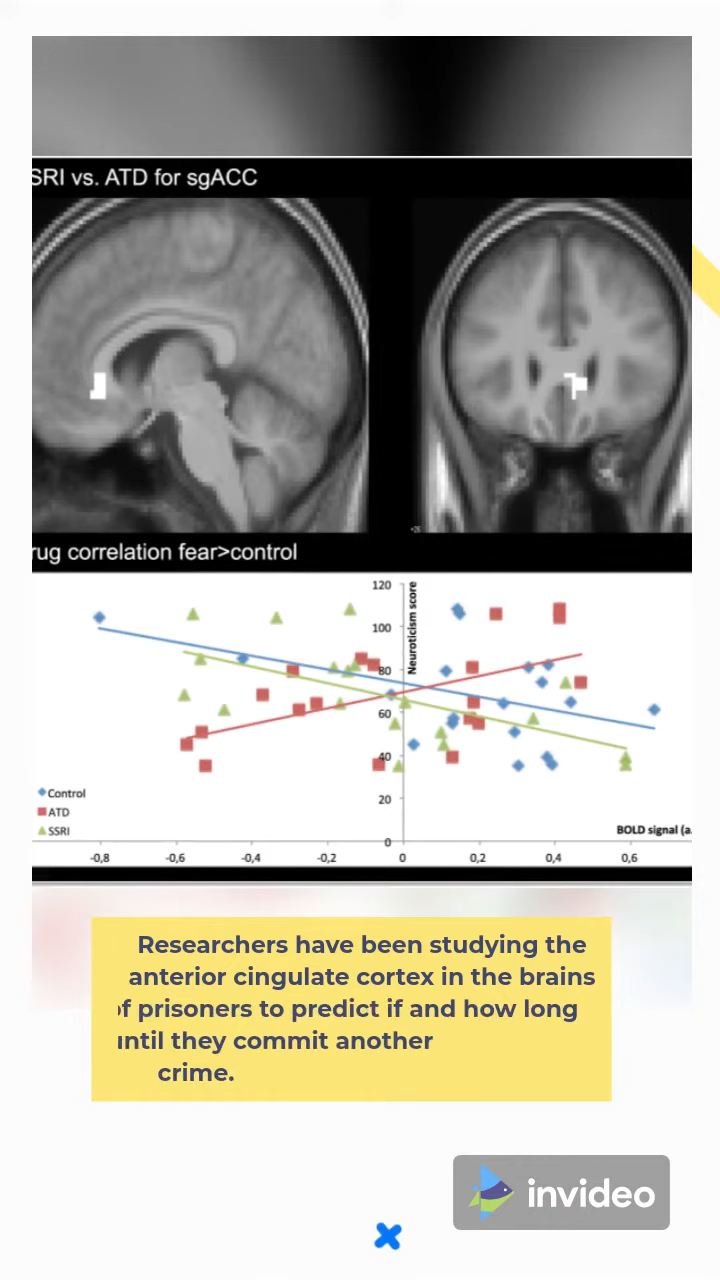 SRI vs. ATD for sgACC
rug correlation fear>control
120
100
80
60
40
20
0
Neuroticism score
Control
ATD
SSRI
BOLD signal (a.
-0,8
-0,6
-0,4
-0,2
0
0,2
0,4
0,6
Researchers have been studying the
anterior cingulate cortex in the brains
of prisoners to predict if and how long
until they commit another
crime.
invideo